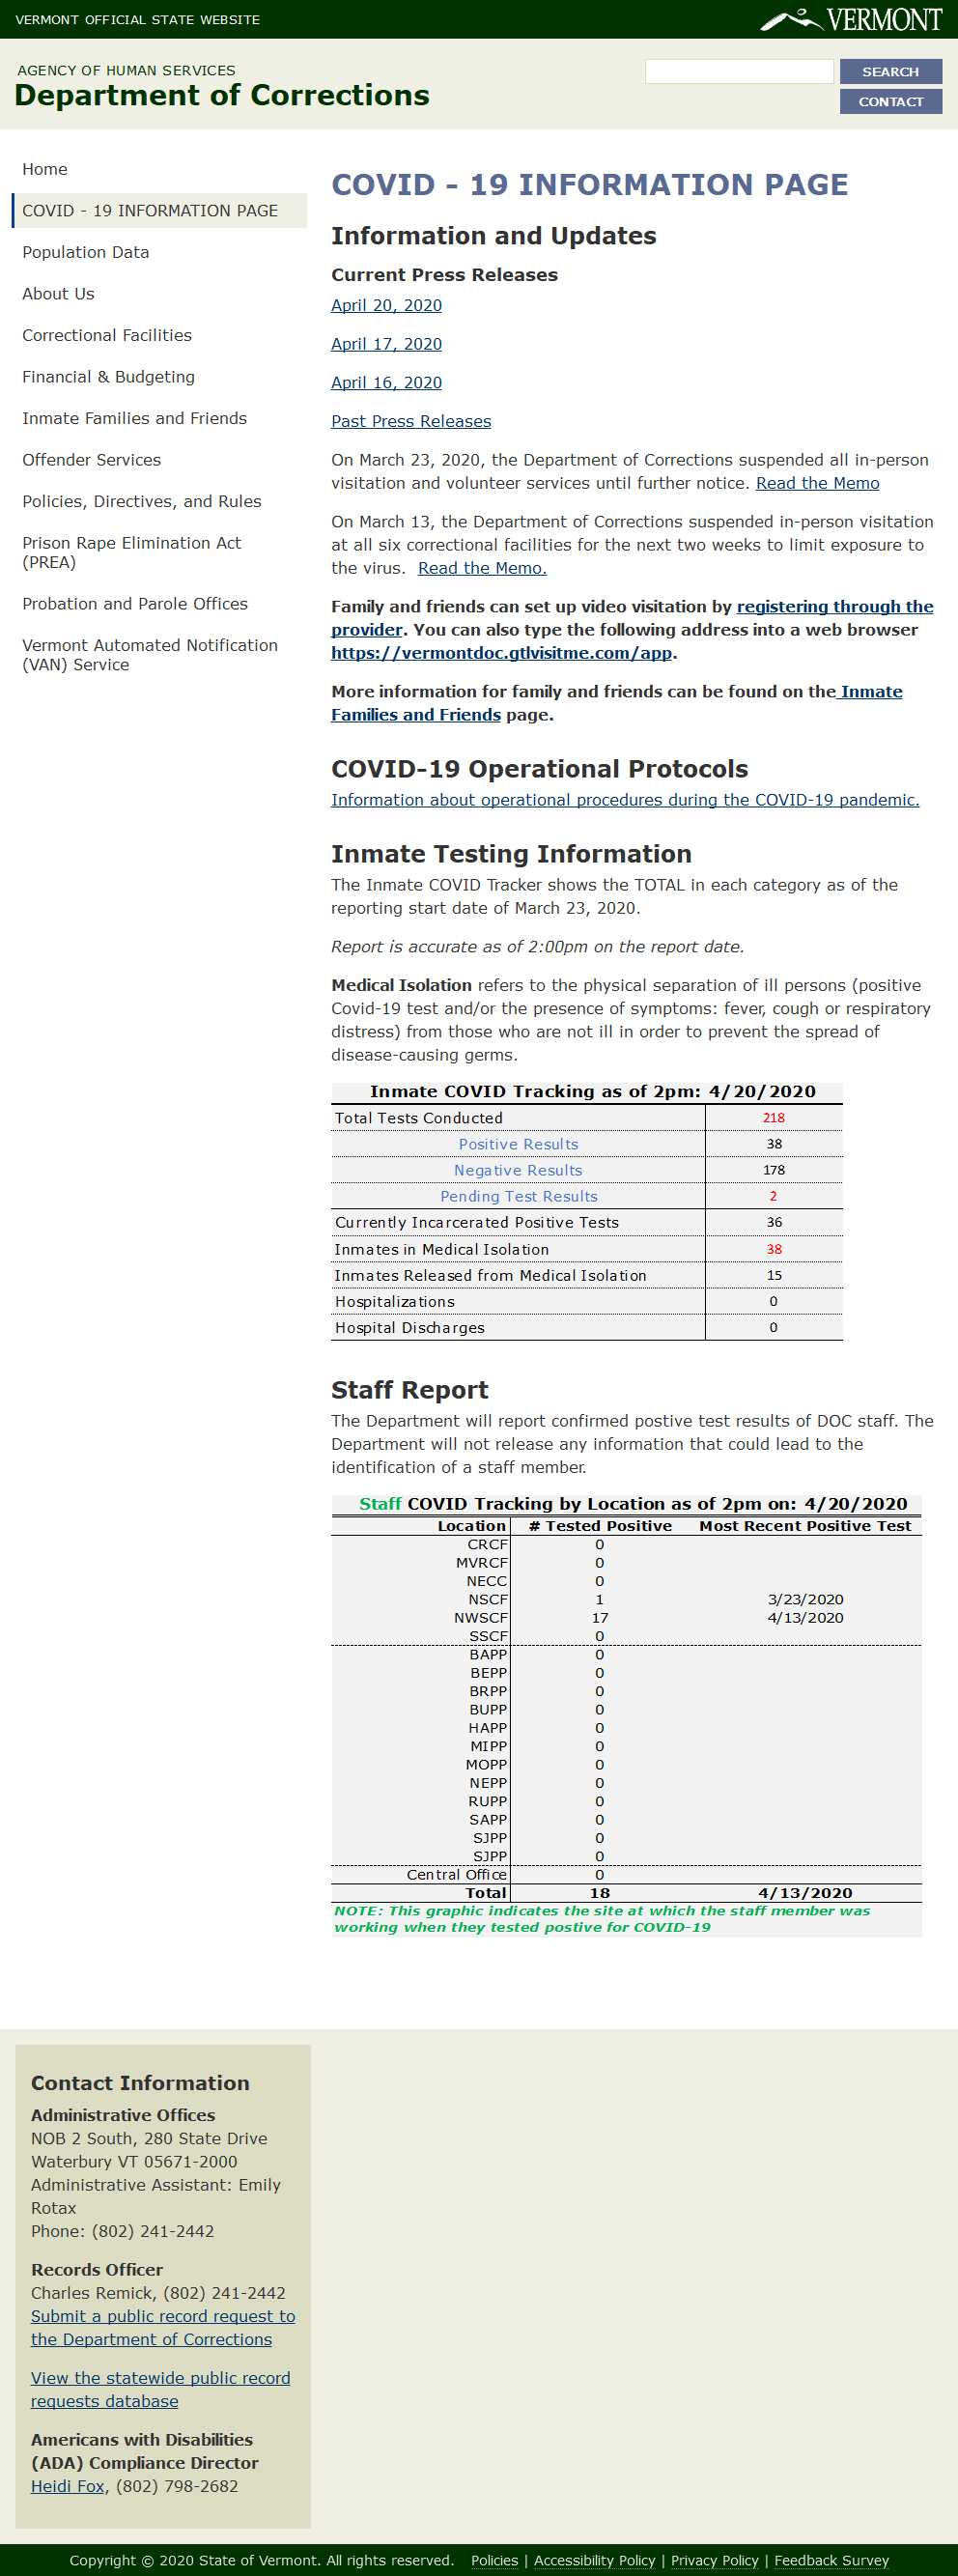 VERMONT OFFICIAL STATE WEBSITE
VERMONT
AGENCY OF HUMAN SERVICES
Department of Corrections
SEARCH
CONTACT
Home
COVID - 19 INFORMATION PAGE
Population Data
About Us
Correctional Facilities
Financial & Budgeting
Inmate Families and Friends
Offender Services
Policies, Directives, and Rules
Prison Rape Elimination Act
(PREA)
Probation and Parole Offices
Vermont Automated Notification
(VAN) Service
COVID - 19 INFORMATION PAGE
Information and Updates
Current Press Releases
April 20, 2020
April 17, 2020
April 16, 2020
Past Press Releases
On March 23, 2020, the Department of Corrections suspended all in-person
visitation and volunteer services until further notice. Read the Memo
On March 13, the Department of Corrections suspended in-person visitation
at all six correctional facilities for the next two weeks to limit exposure to
the virus.  Read the Memo.
Family and friends can set up video visitation by registering through the
provider. You can also type the following address into a web browser
https://vermontdoc.gtlvisitme.com/app.
More information for family and friends can be found on the Inmate
Families and Friends page.
COVID-19 Operational Protocols
Information about operational procedures during the COVID-19 pandemic.
Inmate Testing Information
The Inmate COVID Tracker shows the TOTAL in each category as of the
reporting start date of March 23, 2020.
Report is accurate as of 2:00pm on the report date.
Medical Isolation refers to the physical separation of ill persons (positive
Covid-19 test and/or the presence of symptoms: fever, cough or respiratory
distress) from those who are not ill in order to prevent the spread of
disease-causing germs.
Inmate COVID Tracking as of 2pm: 4/20/2020
Total Tests Conducted 218
Positive Results 38
Negative Results 178
Pending Test Results 2
Currently Incarcerated Positive Tests 36
Inmates in Medical Isolation 38
Inmates Released from Medical Isolation 15
Hospitalizations 0
Hospital Discharges 0
Staff Report
The Department will report confirmed postive test results of DOC staff. The
Department will not release any information that could lead to the
identification of a staff member.
Staff COVID Tracking by Location as of 2pm on: 4/20/2020
Location # Tested Positive Most Recent Positive Test
CRCF 0
MVRCF 0
NECC 0
NSCF 1 3/23/2020
NWSCF 17 4/13/2020
SSCF 0
BAPP 0
BEPP 0
BRPP 0
BUPP 0
HAPP 0
MIPP 0
MOPP 0
NEPP 0
RUPP 0
SAPP 0
SJPP 0
SJPP 0
Central Office 0
Total 18 4/13/2020
NOTE: This graphic indicates the site at which the staff member was
working when they tested postive for COVID-19
Contact Information
Administrative Offices
NOB 2 South, 280 State Drive
Waterbury VT 05671-2000
Administrative Assistant: Emily
Rotax
Phone: (802) 241-2442
Records Officer
Charles Remick, (802) 241-2442
Submit a public record request to
the Department of Corrections
View the statewide public record
requests database
Americans with Disabilities
(ADA) Compliance Director
Heidi Fox, (802) 798-2682
Copyright © 2020 State of Vermont. All rights reserved. Policies | Accessibility Policy | Privacy Policy | Feedback Survey